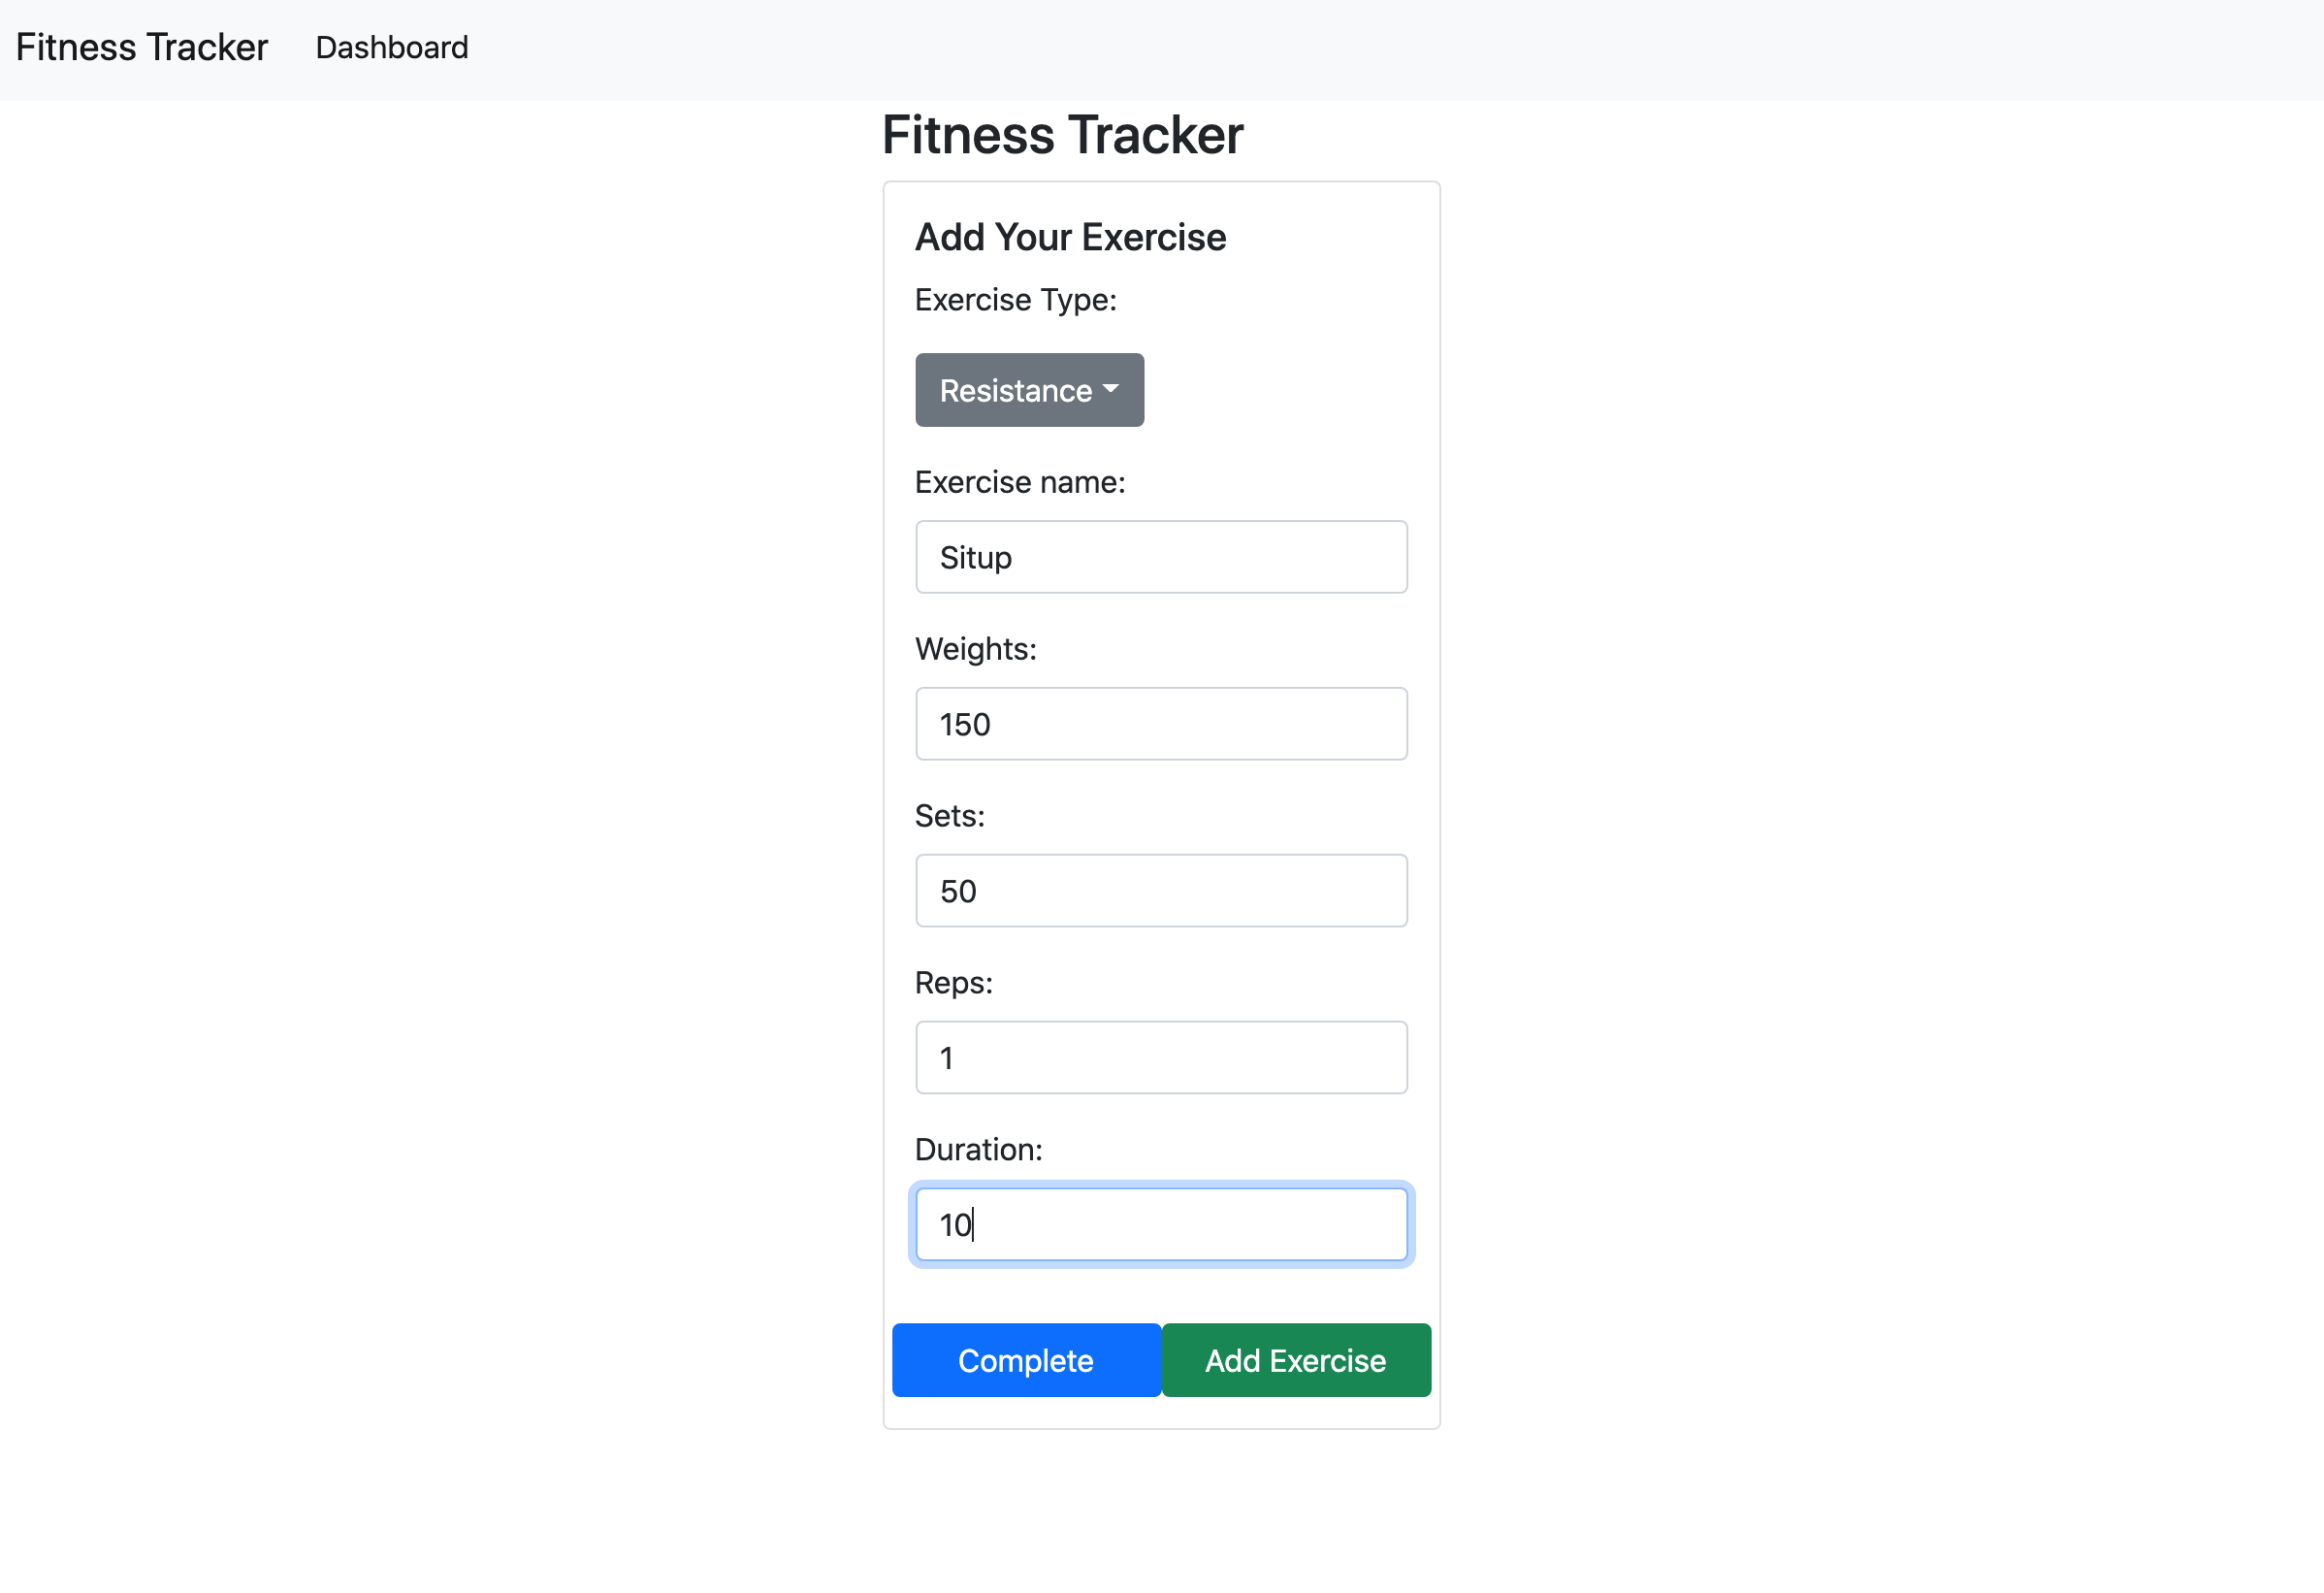 Fitness Tracker Dashboard
Fitness Tracker
Add Your Exercise
Exercise Type:
Resistance
Exercise name:
Situp
Weights:
150
Sets:
50
Reps:
1
Duration:
10
Complete Add Exercise